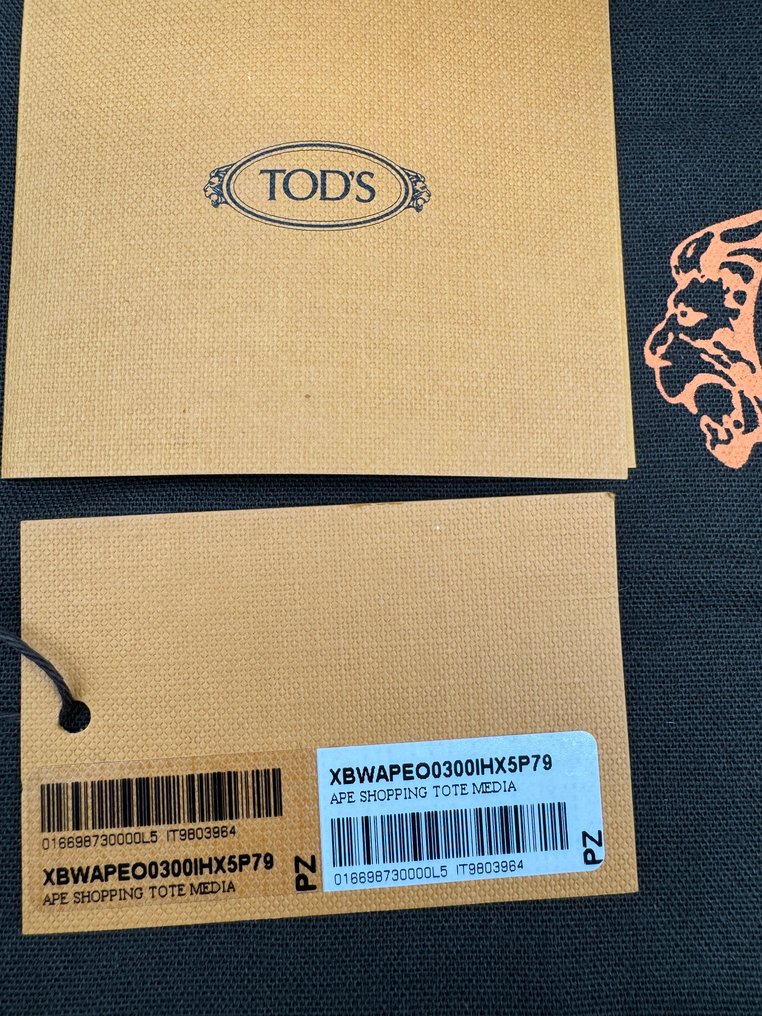 TOD'S
016698730000L5 IT9803964
XBWAPEO0300IHX5P79
APE SHOPPING TOTE MEDIA
PZ
XBWAPEO0300IHX5P79
APE SHOPPING TOTE MEDIA
016698730000L5 IT9803964
PZ